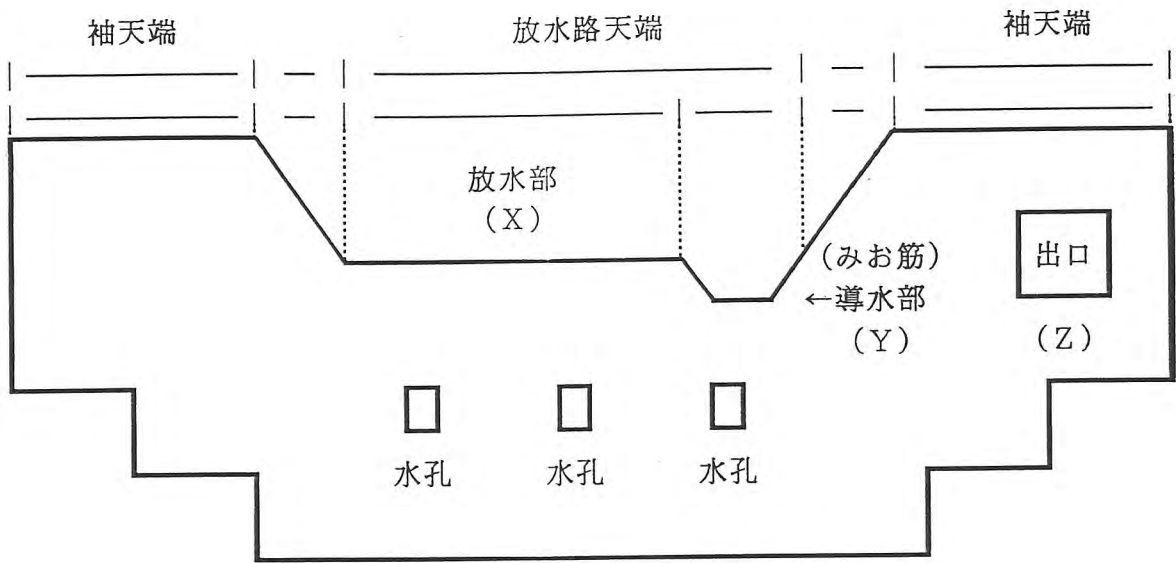 袖天端
放水路天端
袖天端
放水部
(X)
(みお筋)
←導水部
(Y)
出口
(Z)
水孔
水孔
水孔